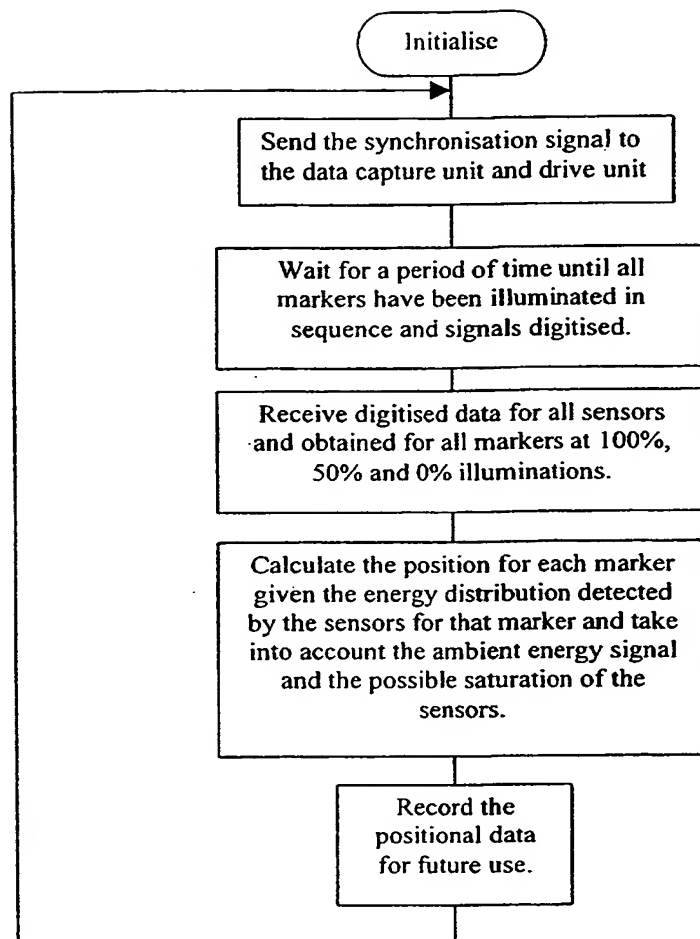 Initialise
Send the synchronisation signal to
the data capture unit and drive unit
Wait for a period of time until all
markers have been illuminated in
sequence and signals digitised.
Receive digitised data for all sensors
and obtained for all markers at 100%,
50% and 0% illuminations.
Calculate the position for each marker
given the energy distribution detected
by the sensors for that marker and take
into account the ambient energy signal
and the possible saturation of the
sensors.
Record the
positional data
for future use.